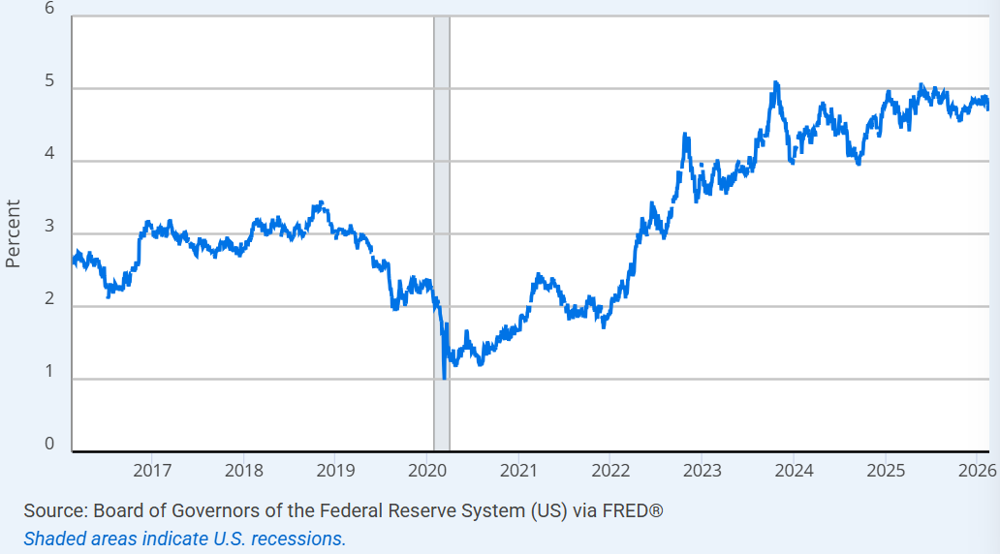 6
5
4
3
2
1
0
Percent
2017 2018 2019 2020 2021 2022 2023 2024 2025 2026
Source: Board of Governors of the Federal Reserve System (US) via FRED®
Shaded areas indicate U.S. recessions.